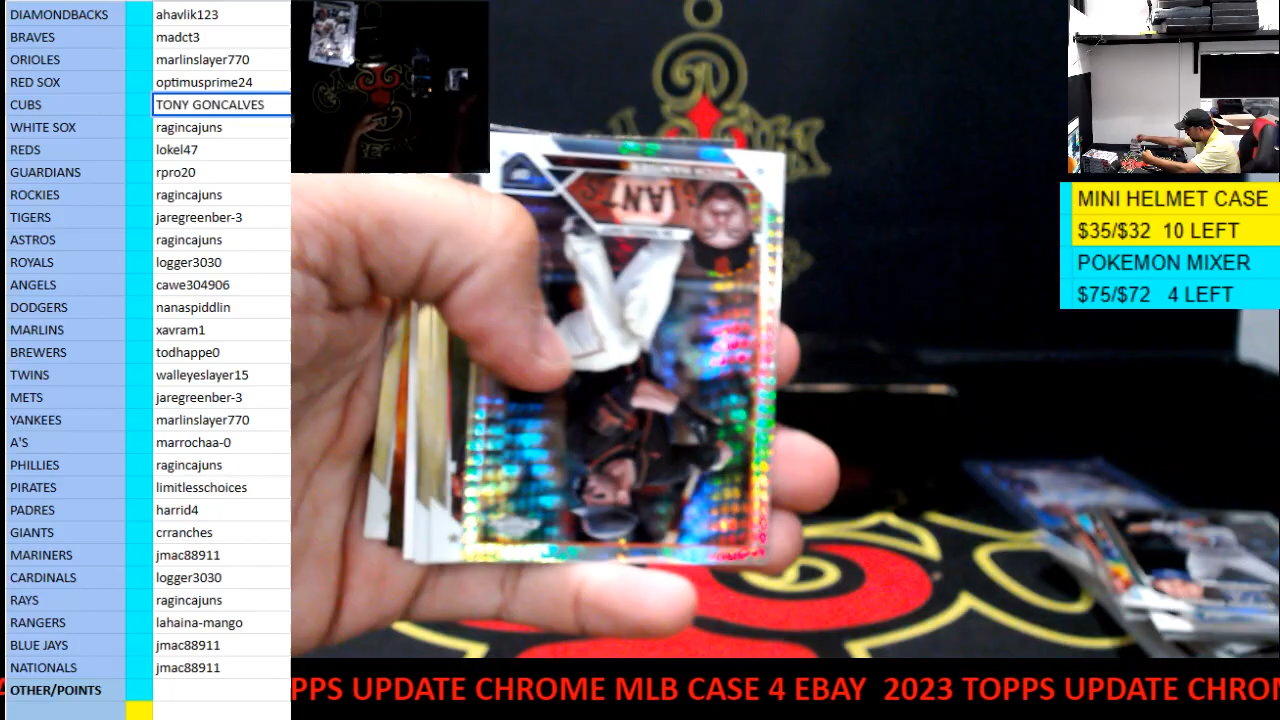 DIAMONDBACKS ahavlik123
BRAVES madct3
ORIOLES marlinslayer770
RED SOX optimusprime24
CUBS TONY GONCALVES
WHITE SOX ragincajuns
REDS lokel47
GUARDIANS rpro20
ROCKIES ragincajuns
TIGERS jaregreenber-3
ASTROS ragincajuns
ROYALS logger3030
ANGELS cawe304906
DODGERS nanaspiddlin
MARLINS xavram1
BREWERS todhappe0
TWINS walleyeslayer15
METS jaregreenber-3
YANKEES marlinslayer770
A'S marrochaa-0
PHILLIES ragincajuns
PIRATES limitlesschoices
PADRES harrid4
GIANTS crranches
MARINERS jmac88911
CARDINALS logger3030
RAYS ragincajuns
RANGERS lahaina-mango
BLUE JAYS jmac88911
NATIONALS jmac88911
OTHER/POINTS
GIANTS
MINI HELMET CASE
$35/$32 10 LEFT
POKEMON MIXER
$75/$72 4 LEFT
PPS UPDATE CHROME MLB CASE 4 EBAY 2023 TOPPS UPDATE CHRO